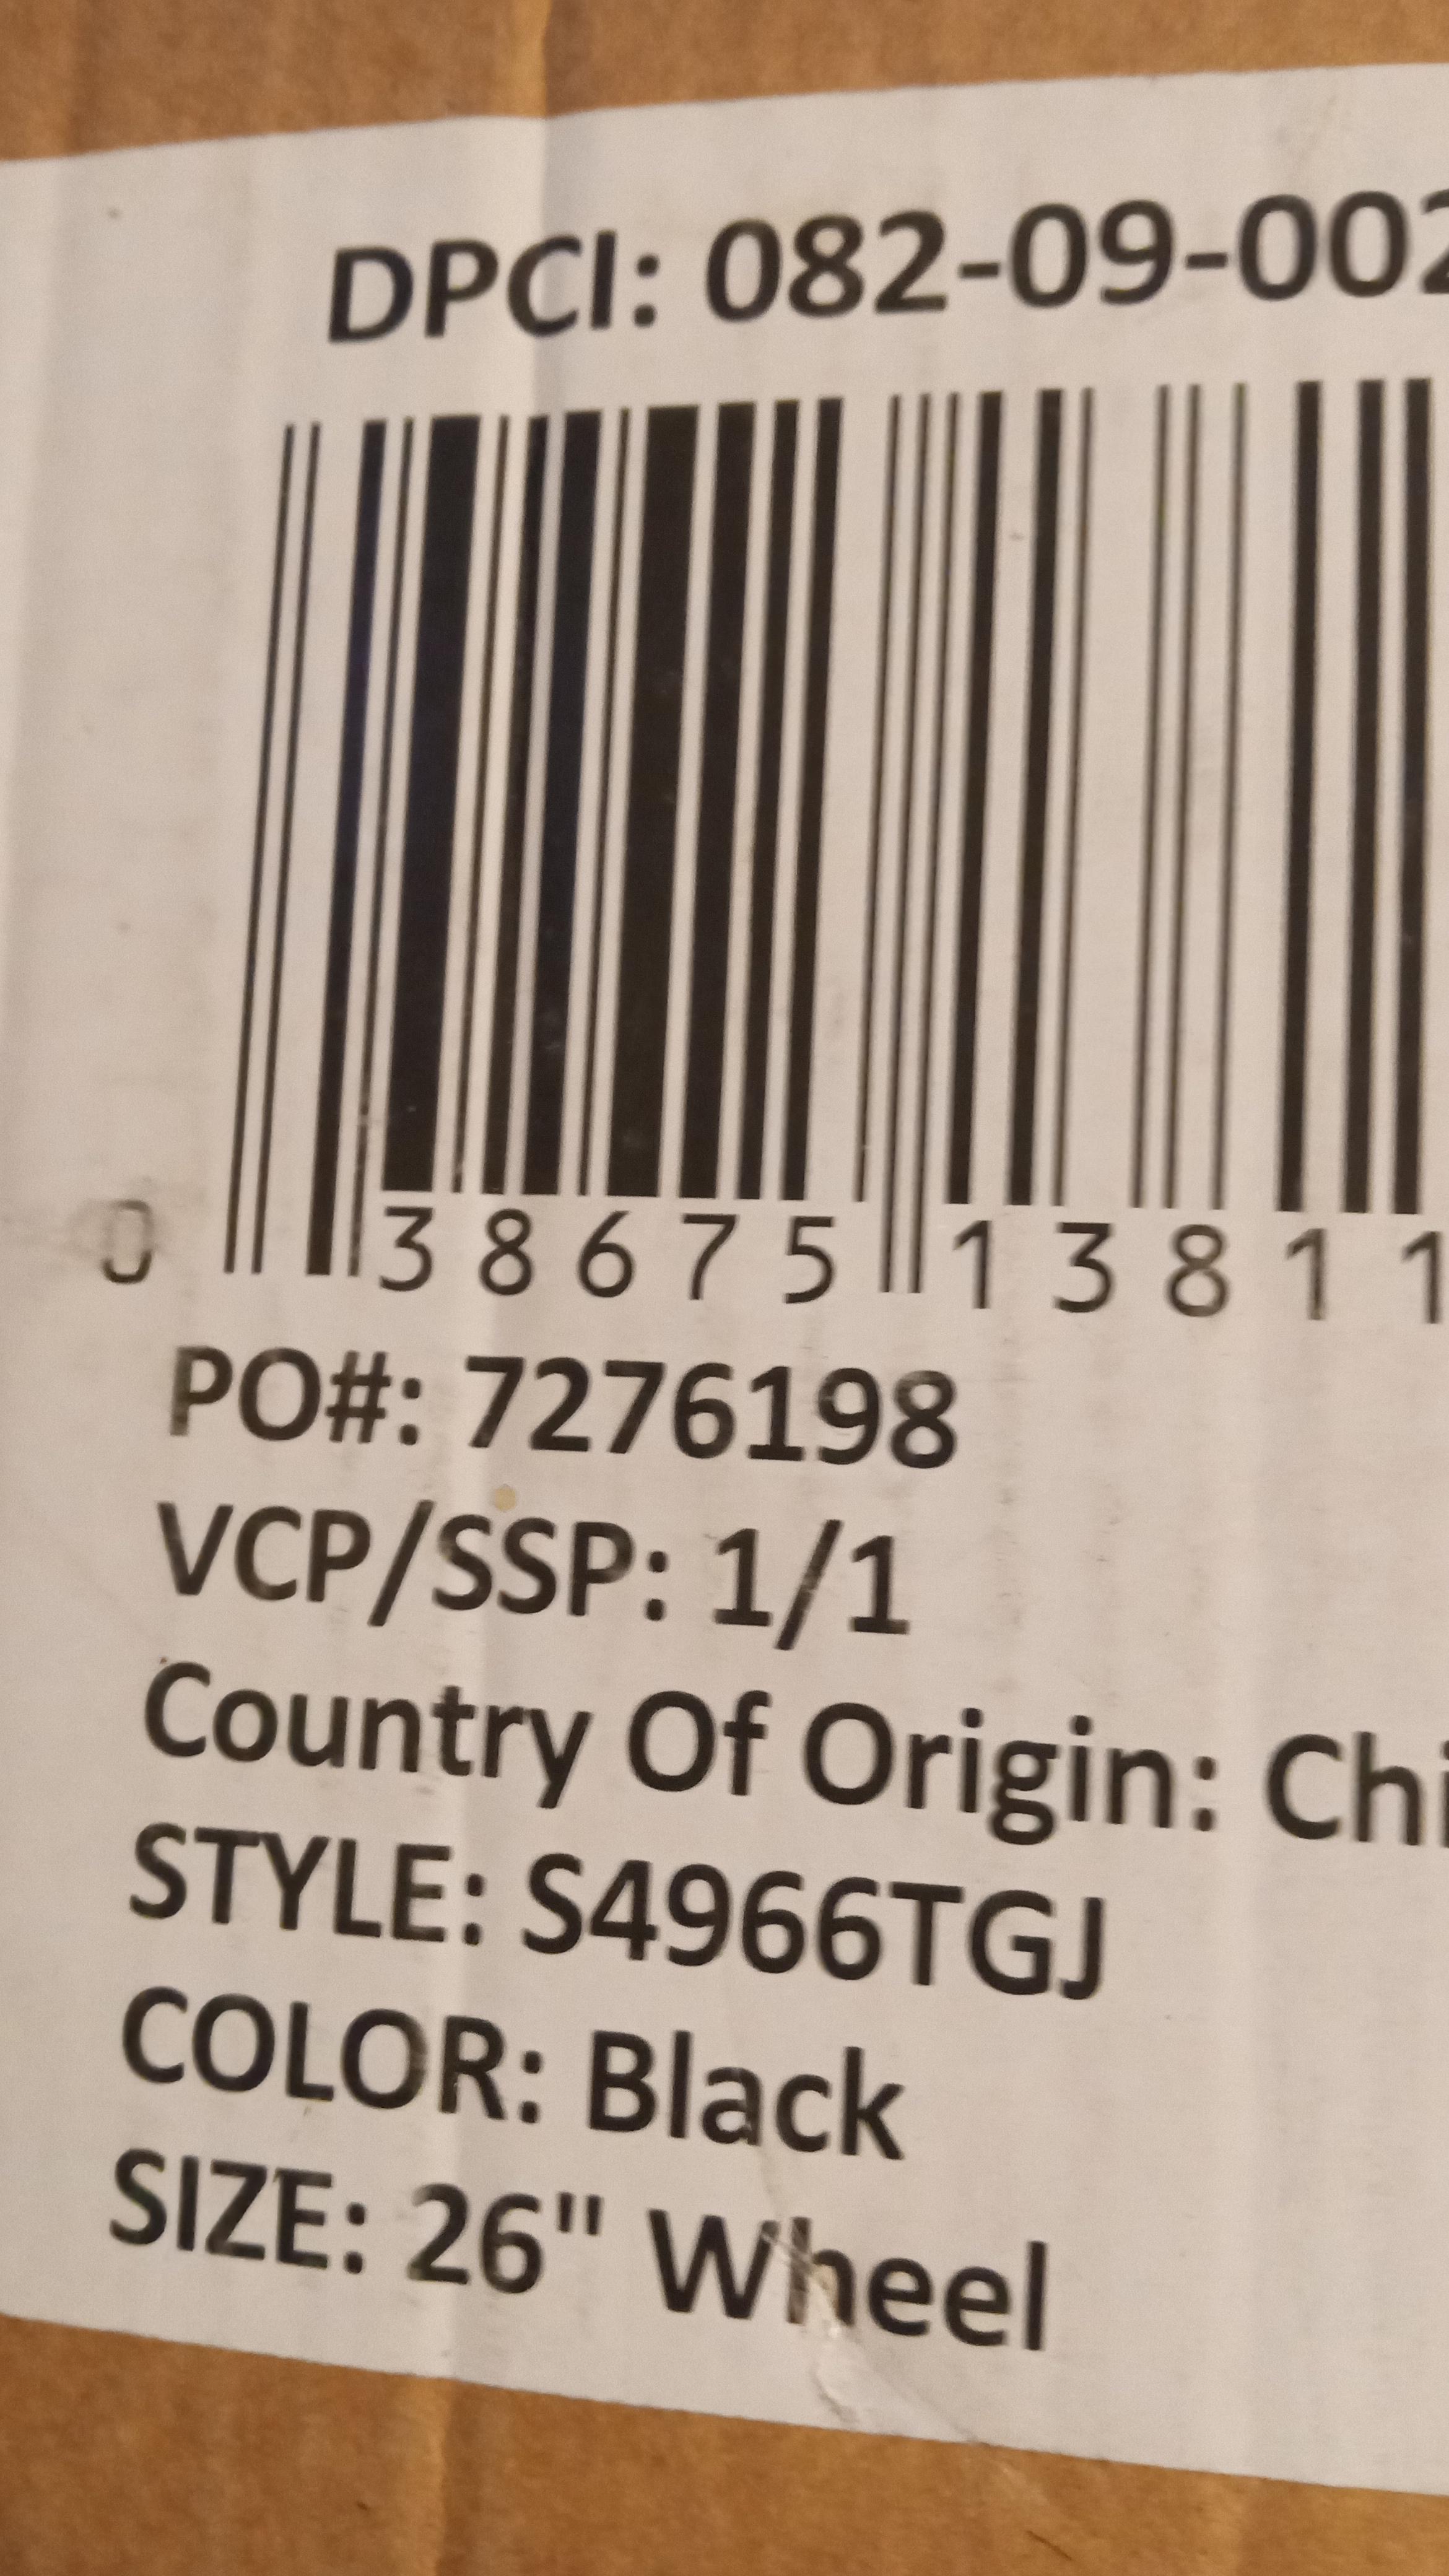 DPCI: 082-09-002
0 38675 13811
PO#: 7276198
VCP/SSP: 1/1
Country Of Origin: Chi
STYLE: S4966TGJ
COLOR: Black
SIZE: 26" Wheel